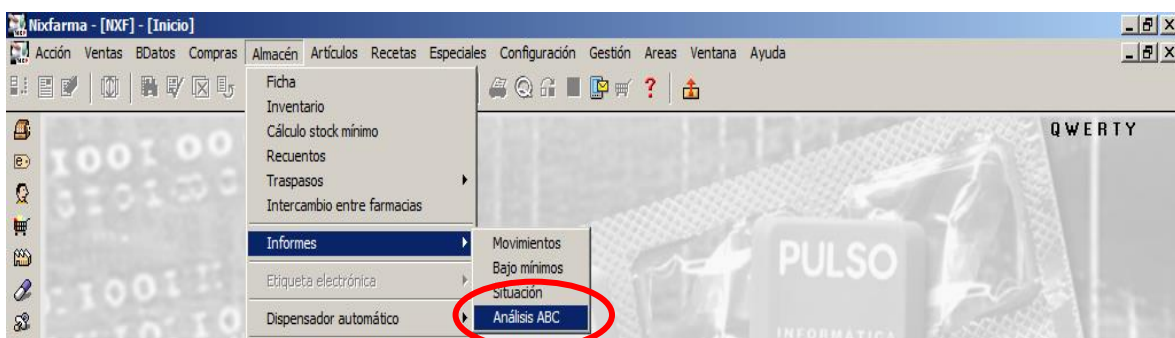 Nixfarma - [NXF] - [Inicio]
Acción Ventas BDatos Compras Almacén Artículos Recetas Especiales Configuración Gestión Areas Ventana Ayuda
Ficha
Inventario
Cálculo stock mínimo
Recuentos
Traspasos
Intercambio entre farmacias
Informes
Etiqueta electrónica
Dispensador automático
Movimientos
Bajo mínimos
Situación
Análisis ABC
QWERTY
PULSO
INFORMATICA